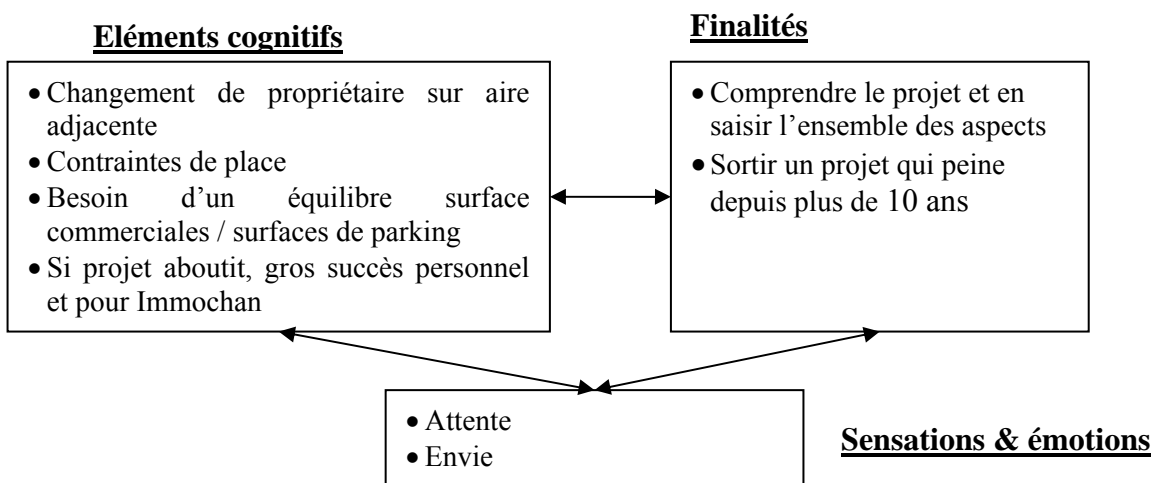 Eléments cognitifs
• Changement de propriétaire sur aire
adjacente
• Contraintes de place
• Besoin d’un équilibre surface
commerciales / surfaces de parking
• Si projet aboutit, gros succès personnel
et pour Immochan
Finalités
• Comprendre le projet et en
saisir l’ensemble des aspects
• Sortir un projet qui peine
depuis plus de 10 ans
• Attente
• Envie
Sensations & émotions